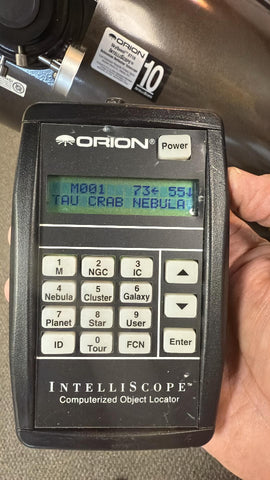 ORION
10
ORION®
Power
M001 73← 55↓
TAU CRAB NEBULA
1
M
2
NGC
3
IC
4
Nebula
5
Cluster
6
Galaxy
7
Planet
8
Star
9
User
ID
0
Tour
FCN
Enter
INTELLISCOPE™
Computerized Object Locator